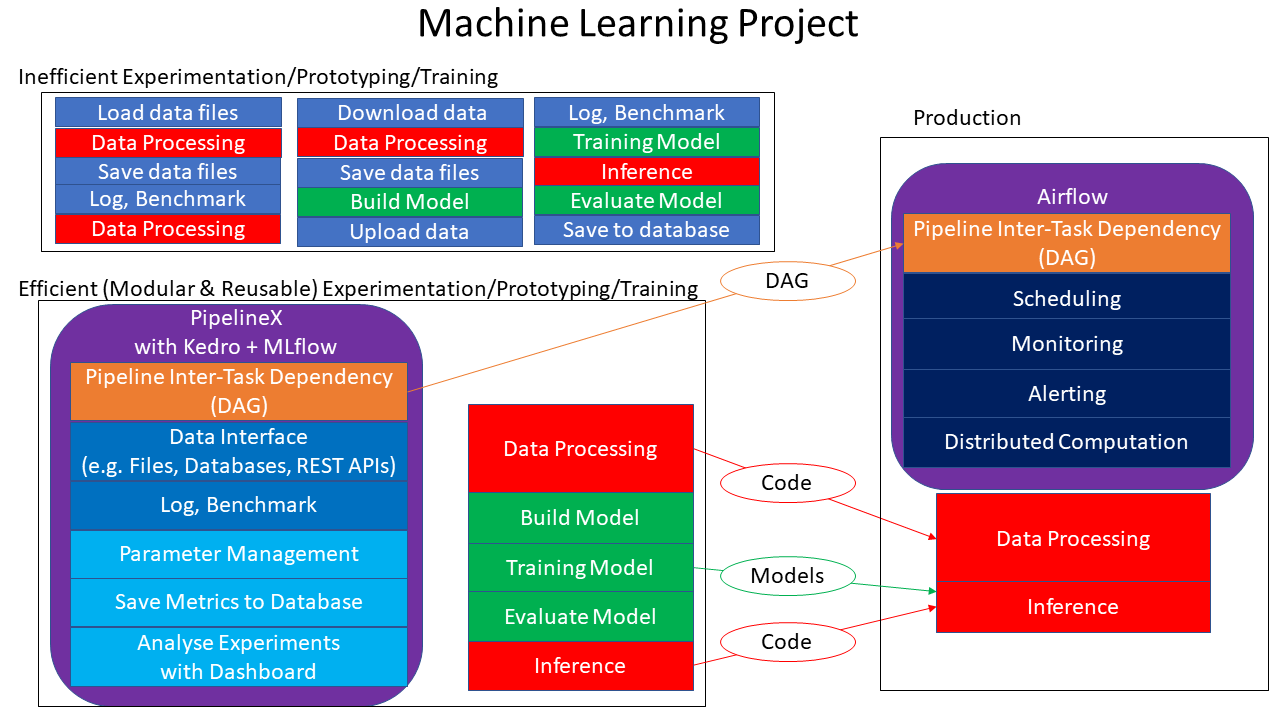 Machine Learning Project
Inefficient Experimentation/Prototyping/Training
Load data files
Data Processing
Save data files
Log, Benchmark
Data Processing
Download data
Data Processing
Save data files
Build Model
Upload data
Log, Benchmark
Training Model
Inference
Evaluate Model
Save to database
Efficient (Modular & Reusable) Experimentation/Prototyping/Training
PipelineX
with Kedro + MLflow
Pipeline Inter-Task Dependency
(DAG)
Data Interface
(e.g. Files, Databases, REST APIs)
Log, Benchmark
Parameter Management
Save Metrics to Database
Analyse Experiments
with Dashboard
Data Processing
Build Model
Training Model
Evaluate Model
Inference
DAG
Code
Models
Code
Production
Airflow
Pipeline Inter-Task Dependency
(DAG)
Scheduling
Monitoring
Alerting
Distributed Computation
Data Processing
Inference